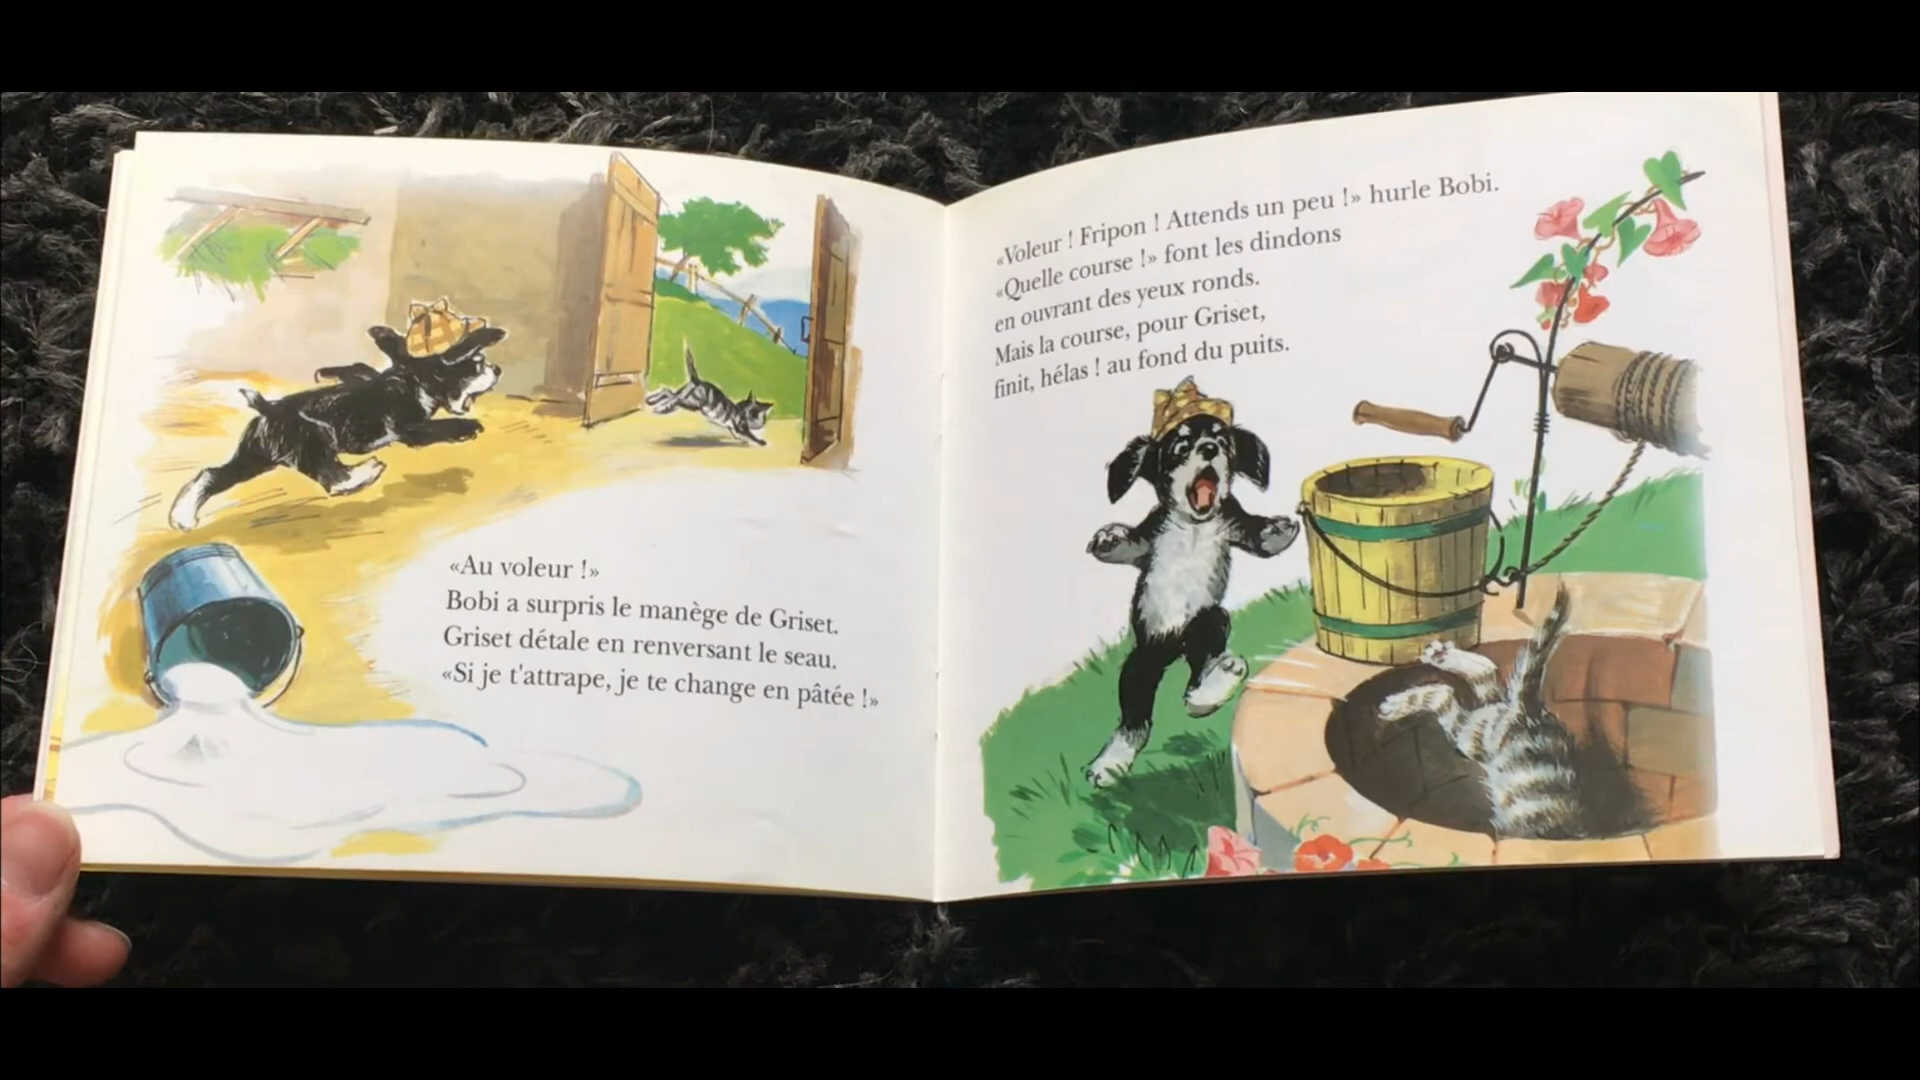 «Au voleur !»
Bobi a surpris le manège de Griset.
Griset détale en renversant le seau.
«Si je t'attrape, je te change en pâtée !»
«Voleur ! Fripon ! Attends un peu !» hurle Bobi.
«Quelle course !» font les dindons
en ouvrant des yeux ronds.
Mais la course, pour Griset,
finit, hélas ! au fond du puits.